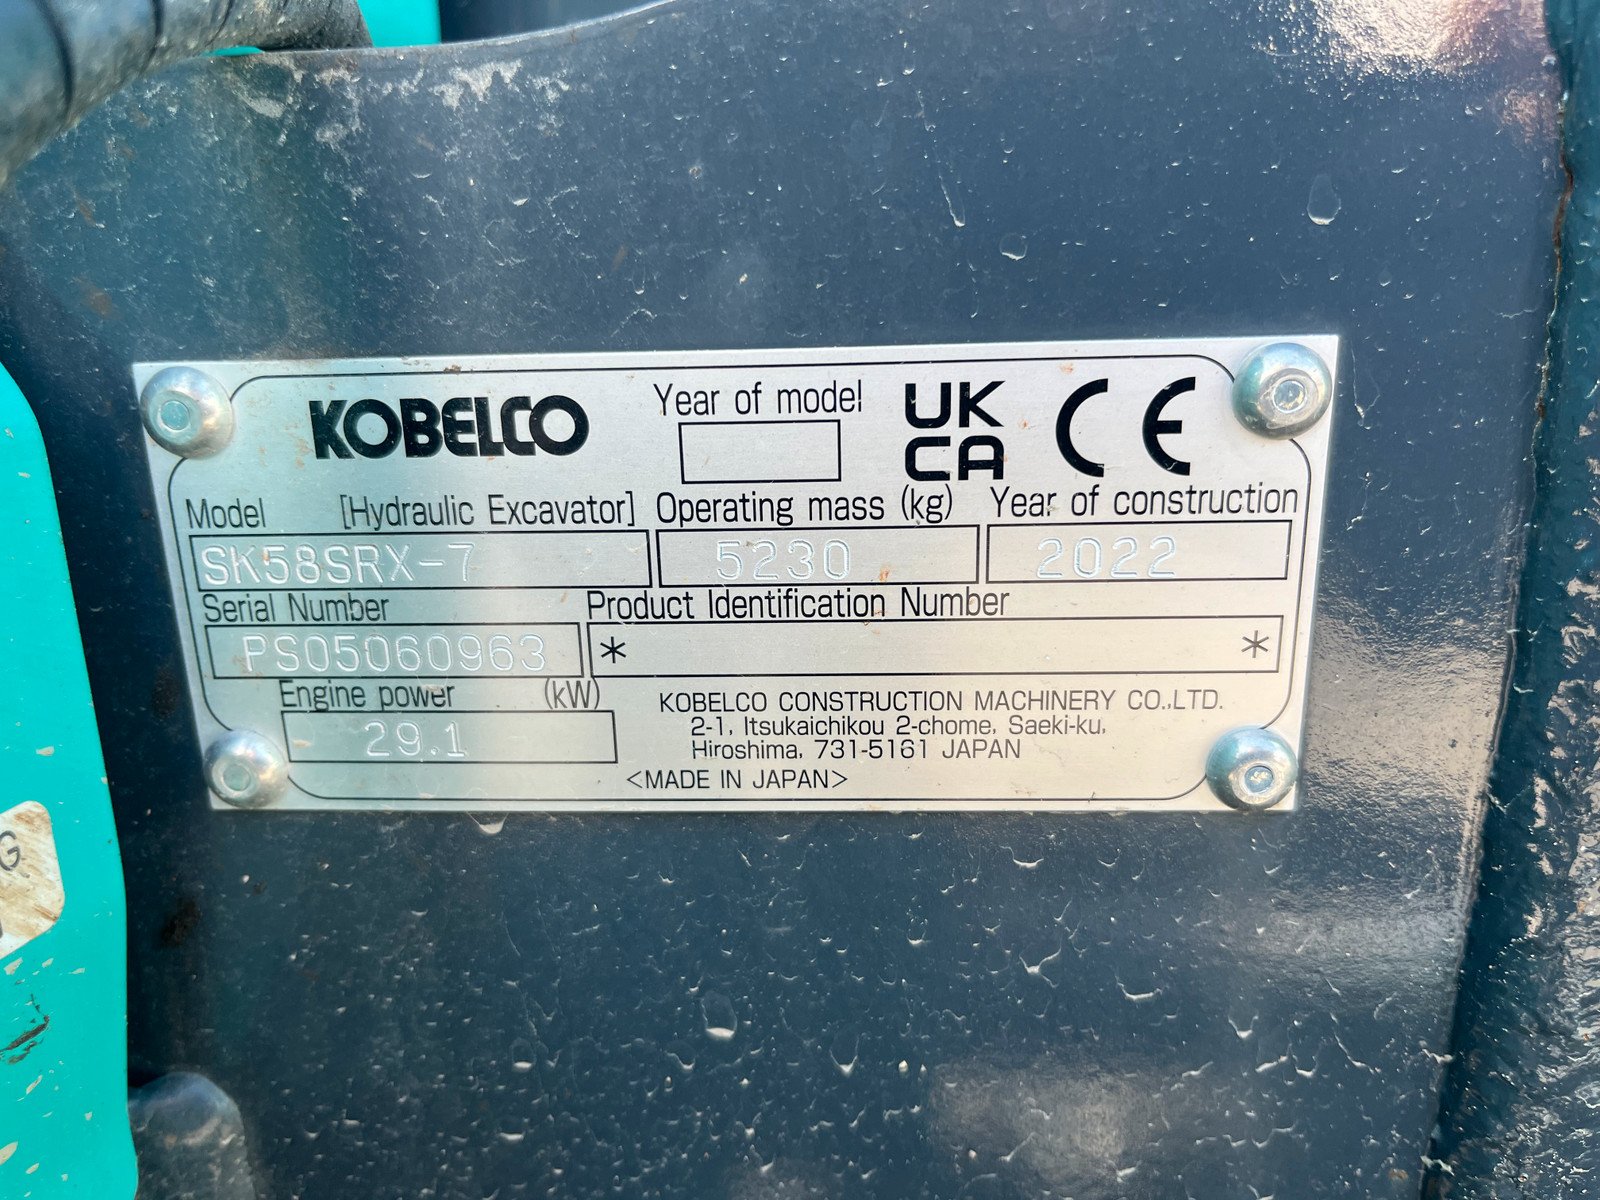 KOBELCO
Year of model
UK
CA
CE
Model [Hydraulic Excavator] Operating mass (kg) Year of construction
SK58SRX-7 5230 2022
Serial Number Product Identification Number
PS05060963 * *
Engine power (kW)
29.1
KOBELCO CONSTRUCTION MACHINERY CO.,LTD.
2-1, Itsukaichikou 2-chome, Saeki-ku,
Hiroshima, 731-5161 JAPAN
<MADE IN JAPAN>
G